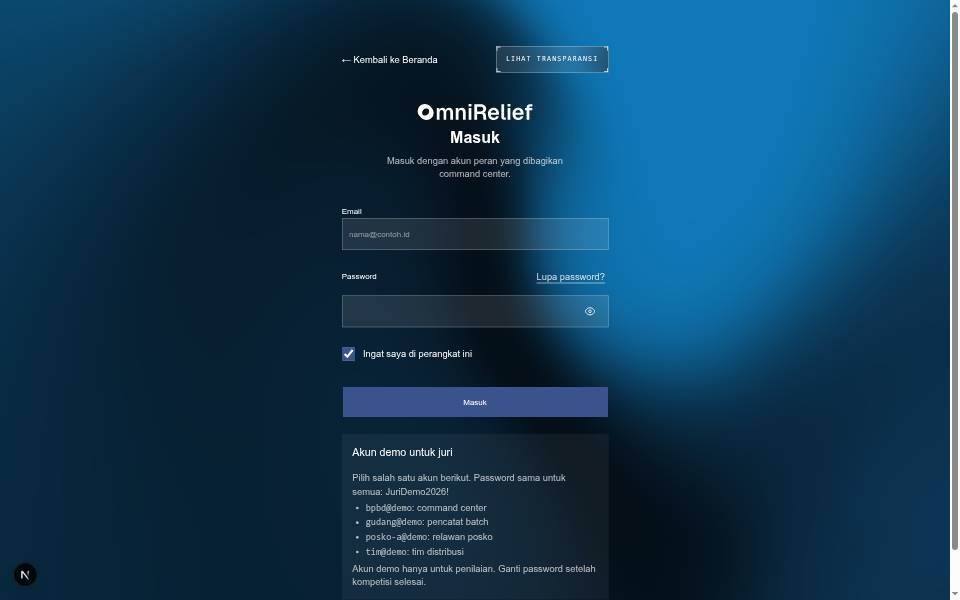 ← Kembali ke Beranda
LIHAT TRANSPARANSI
OmniRelief
Masuk
Masuk dengan akun peran yang dibagikan
command center.
Email
nama@contoh.id
Password
Lupa password?
Ingat saya di perangkat ini
Masuk
Akun demo untuk juri
Pilih salah satu akun berikut. Password sama untuk
semua: JuriDemo2026!
• bpbd@demo: command center
• gudang@demo: pencatat batch
• posko-a@demo: relawan posko
• tim@demo: tim distribusi
Akun demo hanya untuk penilaian. Ganti password setelah
kompetisi selesai.
N